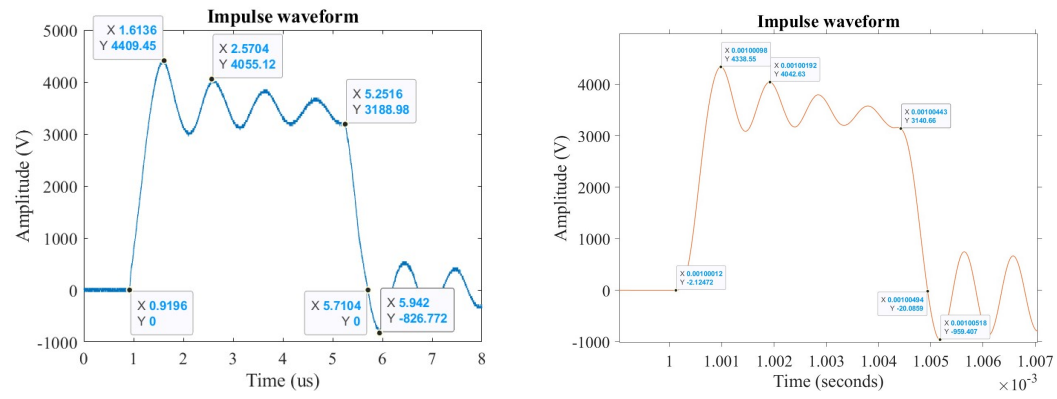 Impulse waveform
X 1.6136
Y 4409.45
X 2.5704
Y 4055.12
X 5.2516
Y 3188.98
X 0.9196
Y 0
X 5.7104
Y 0
X 5.942
Y -826.772
5000
4000
3000
2000
1000
0
-1000
Amplitude (V)
0 1 2 3 4 5 6 7 8
Time (us)
Impulse waveform
X 0.00100098
Y 4338.55
X 0.00100192
Y 4042.63
X 0.00100443
Y 3140.66
X 0.00100012
Y -2.12472
X 0.00100494
Y -20.0859
X 0.00100518
Y -959.407
4000
3000
2000
1000
0
-1000
Amplitude (V)
1 1.001 1.002 1.003 1.004 1.005 1.006 1.007
Time (seconds)
×10⁻³